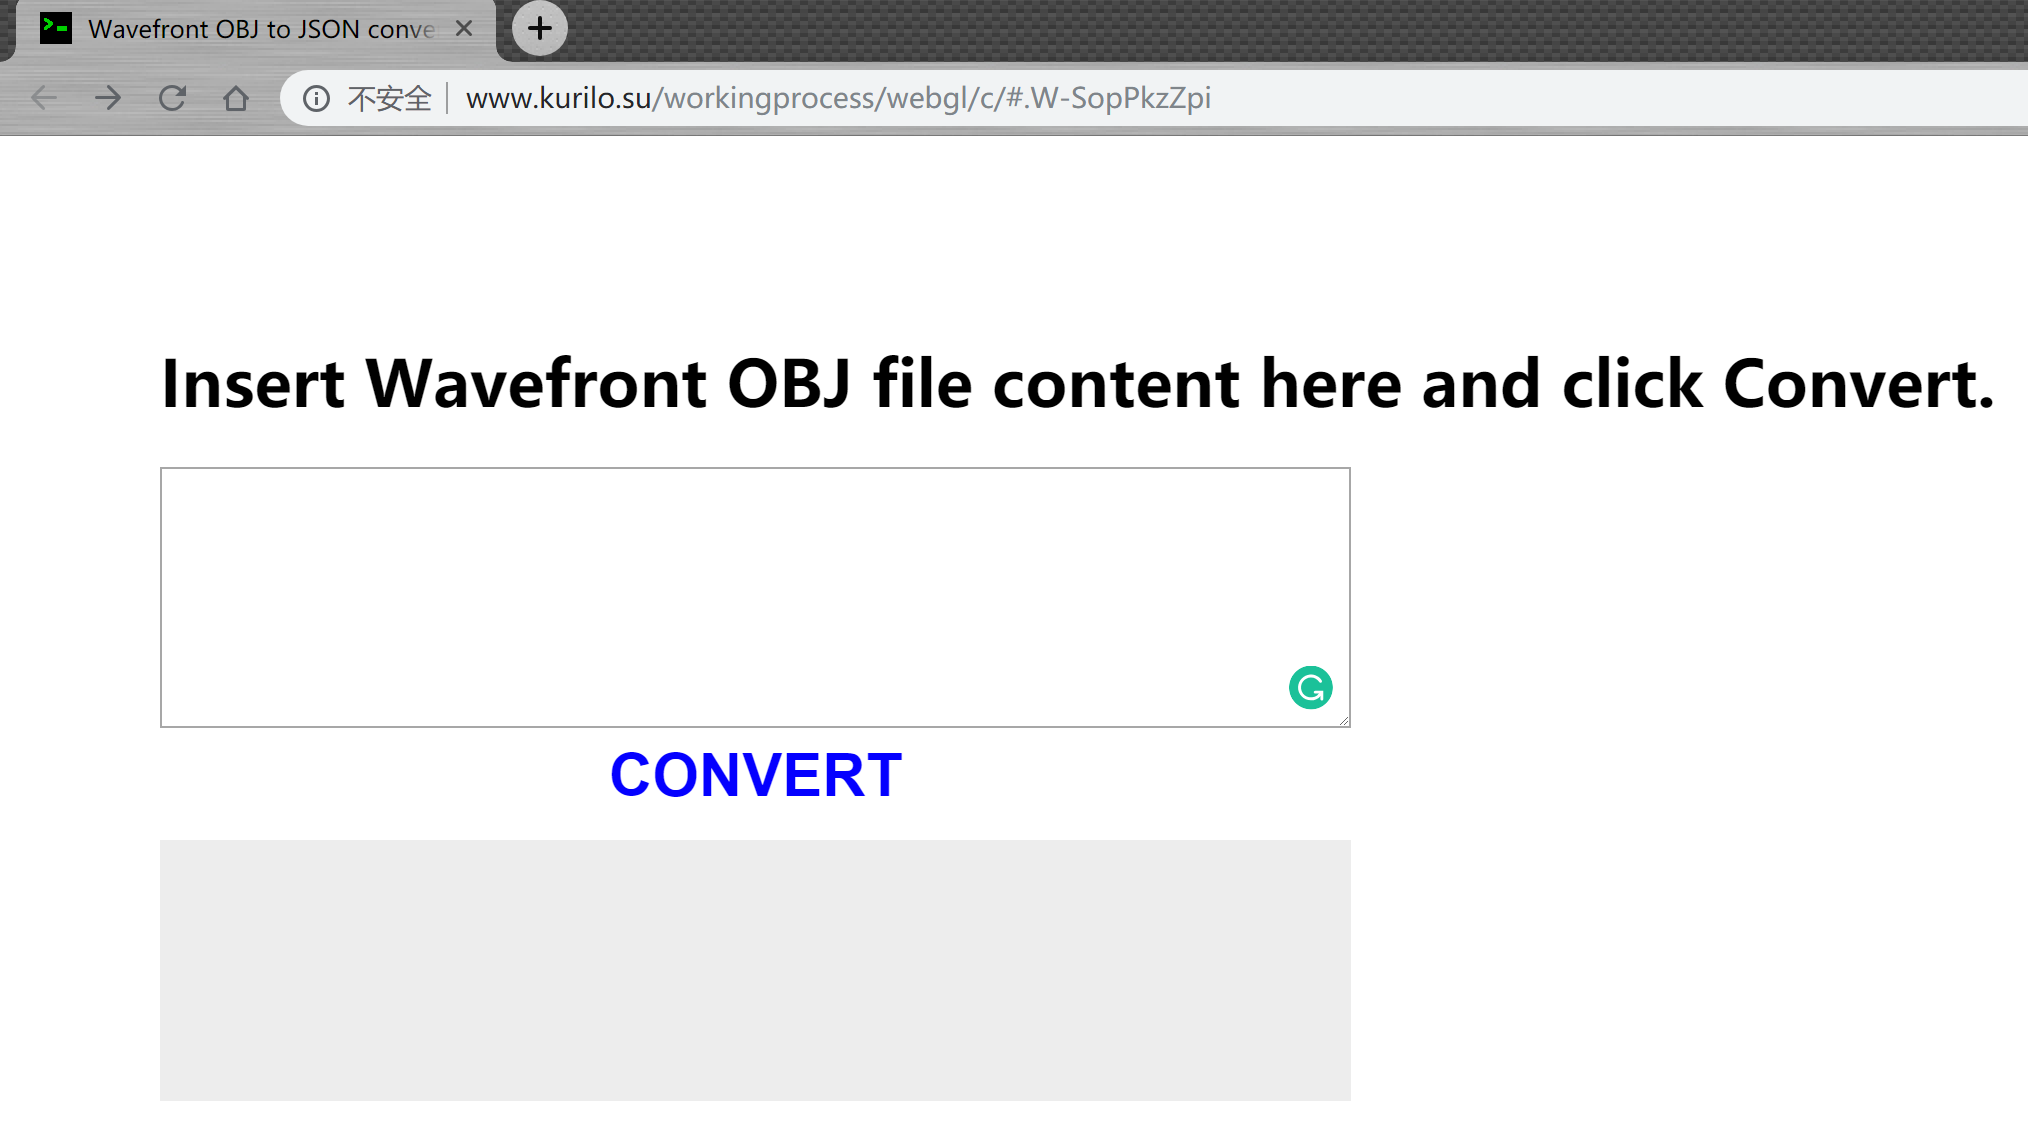 Wavefront OBJ to JSON conve
不安全 www.kurilo.su/workingprocess/webgl/c/#.W-SopPkzZpi
Insert Wavefront OBJ file content here and click Convert.
CONVERT